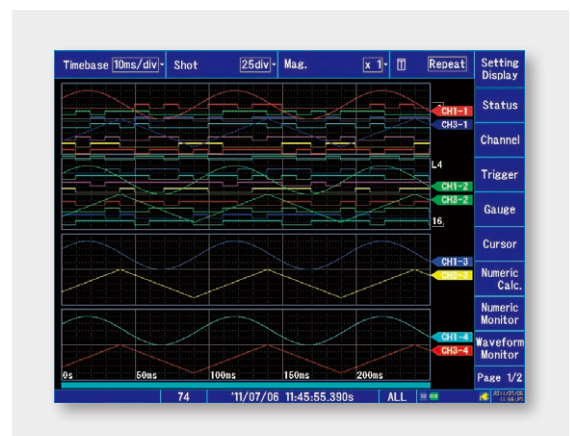 Timebase 10ms/div Shot 25div Mag. x 1 T Repeat
Setting
Display
Status
Channel
Trigger
Gauge
Cursor
Numeric
Calc.
Numeric
Monitor
Waveform
Monitor
Page 1/2
CH1-1
CH3-1
L4
CH1-2
CH3-2
16
CH1-3
CH3-3
CH1-4
CH3-4
0s 50ms 100ms 150ms 200ms
74 '11/07/06 11:45:55.390s ALL